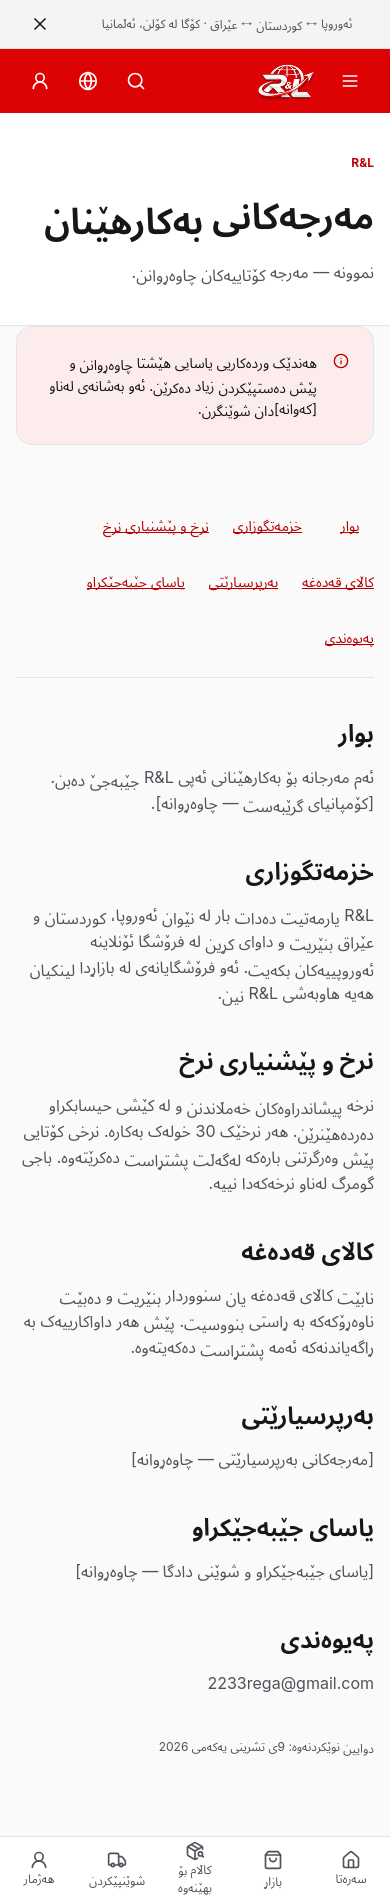 ئەوروپا ↔ کوردستان ↔ عێراق · کۆگا لە کۆلن، ئەڵمانیا
R&L
R&L
مەرجەکانی بەکارهێنان
نموونە — مەرجە کۆتاییەکان چاوەڕوانن.
هەندێک وردەکاریی یاسایی هێشتا چاوەڕوانن و
پێش دەستپێکردن زیاد دەکرێن. ئەو بەشانەی لەناو
[کەوانە]دان شوێنگرن.
بوار خزمەتگوزاری نرخ و پێشنیاری نرخ
کاڵای قەدەغە بەرپرسیارێتی یاسای جێبەجێکراو
پەیوەندی
بوار
ئەم مەرجانە بۆ بەکارهێنانی ئەپی R&L جێبەجێ دەبن.
[کۆمپانیای گرێبەست — چاوەڕوانە].
خزمەتگوزاری
R&L یارمەتیت دەدات بار لە نێوان ئەوروپا، کوردستان و
عێراق بنێریت و داوای کڕین لە فرۆشگا ئۆنلاینە
ئەوروپییەکان بکەیت. ئەو فرۆشگایانەی لە بازاڕدا لینکیان
هەیە هاوبەشی R&L نین.
نرخ و پێشنیاری نرخ
نرخە پیشاندراوەکان خەمڵاندنن و لە کێشی حیسابکراو
دەردەهێنرێن. هەر نرخێک 30 خولەک بەکارە. نرخی کۆتایی
پێش وەرگرتنی بارەکە لەگەڵت پشتڕاست دەکرێتەوە. باجی
گومرگ لەناو نرخەکەدا نییە.
کاڵای قەدەغە
نابێت کاڵای قەدەغە یان سنووردار بنێریت و دەبێت
ناوەڕۆکەکە بە ڕاستی بنووسیت. پێش هەر داواکارییەک بە
ڕاگەیاندنەکە ئەمە پشتڕاست دەکەیتەوە.
بەرپرسیارێتی
[مەرجەکانی بەرپرسیارێتی — چاوەڕوانە]
یاسای جێبەجێکراو
[یاسای جێبەجێکراو و شوێنی دادگا — چاوەڕوانە]
پەیوەندی
2233rega@gmail.com
دوایین نوێکردنەوە: 9ی تشرینی یەکەمی 2026
سەرەتا بازاڕ کاڵام بۆ بهێنەوە شوێنپێکردن هەژمار